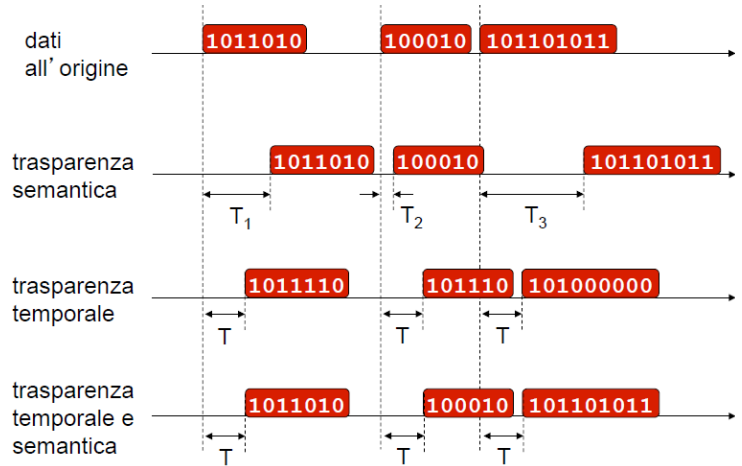 dati
all’origine
1011010 100010 101101011
trasparenza
semantica
1011010 100010 101101011
T1 T2 T3
trasparenza
temporale
1011110 101110 101000000
T T T
trasparenza
temporale e
semantica
1011010 100010 101101011
T T T